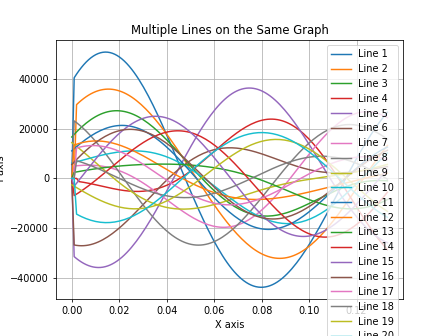 Multiple Lines on the Same Graph
40000
20000
0
−20000
−40000
0.00
0.02
0.04
0.06
0.08
0.10
X axis
axis
Line 1
Line 2
Line 3
Line 4
Line 5
Line 6
Line 7
Line 8
Line 9
Line 10
Line 12
Line 13
Line 14
Line 15
Line 16
Line 17
Line 18
Line 19
Line 20